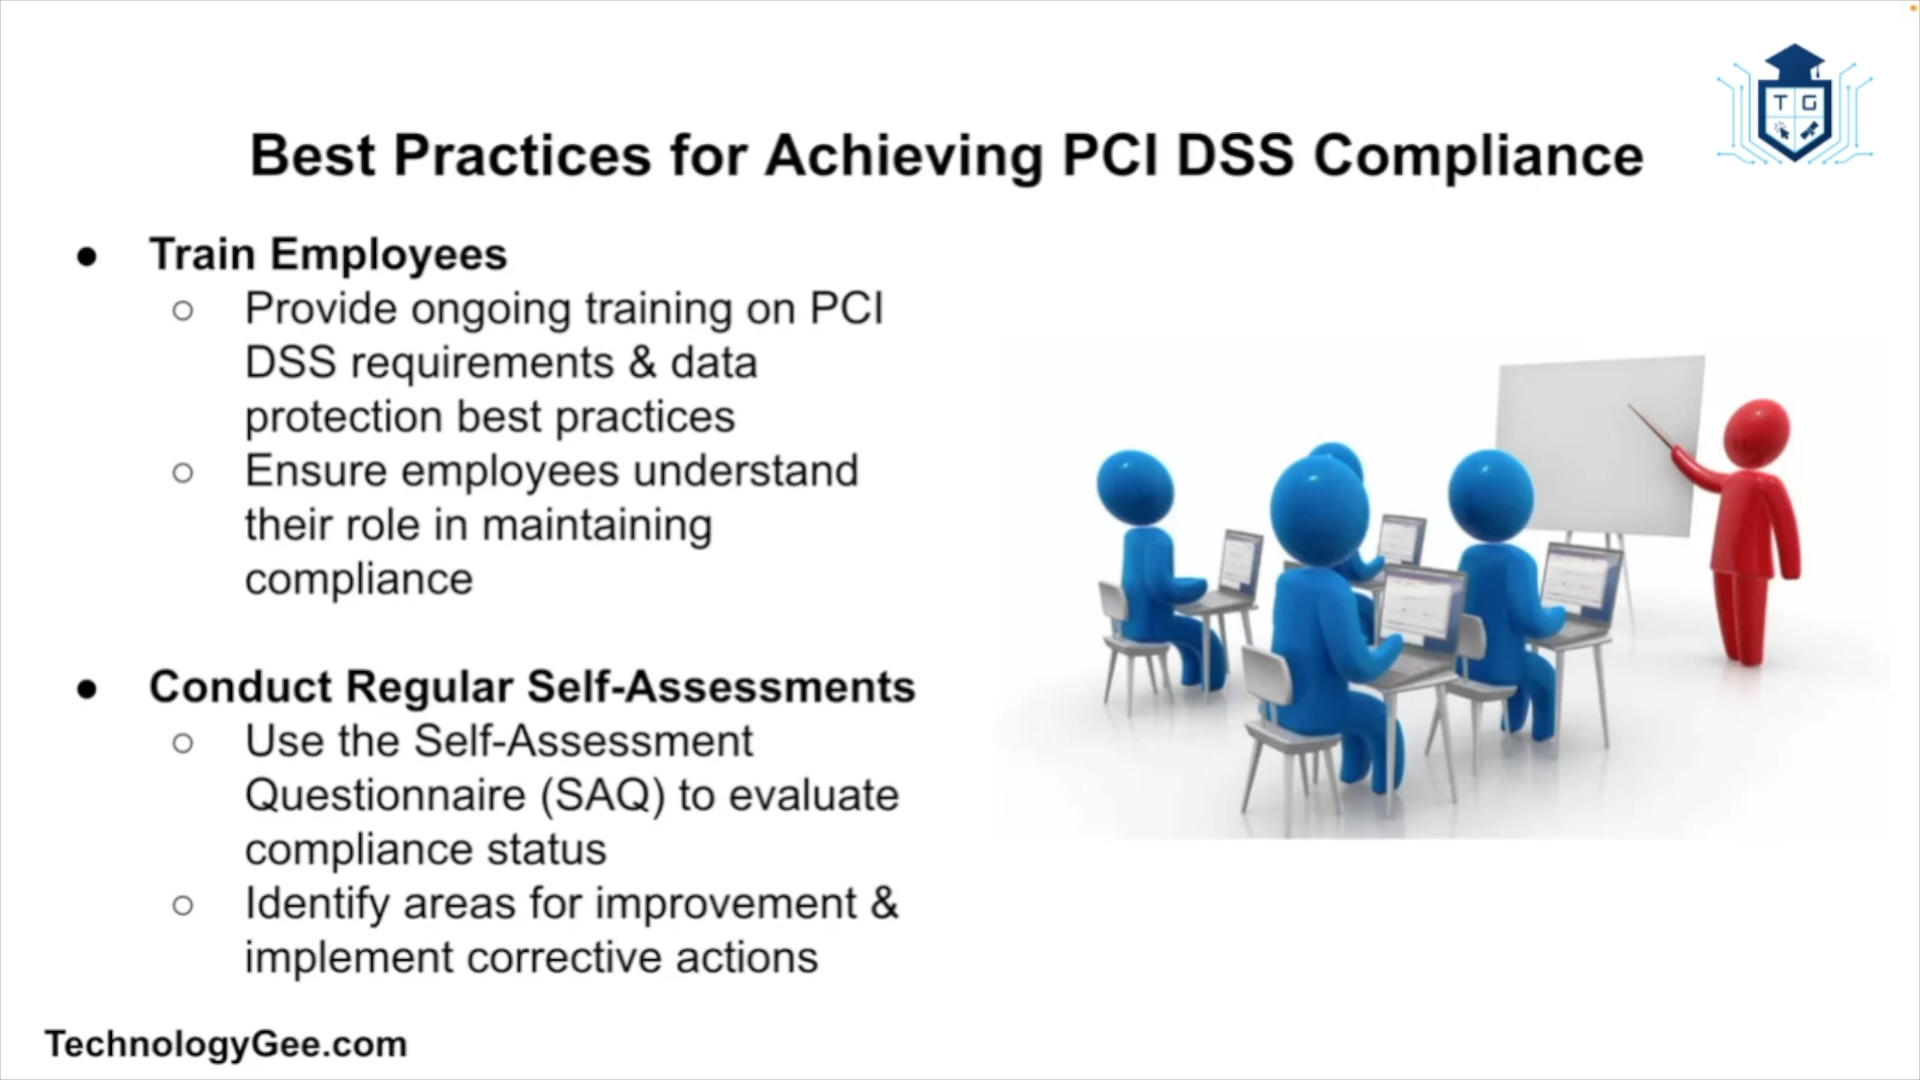 Best Practices for Achieving PCI DSS Compliance
T G
● Train Employees
○ Provide ongoing training on PCI
DSS requirements & data
protection best practices
○ Ensure employees understand
their role in maintaining
compliance
● Conduct Regular Self-Assessments
○ Use the Self-Assessment
Questionnaire (SAQ) to evaluate
compliance status
○ Identify areas for improvement &
implement corrective actions
TechnologyGee.com